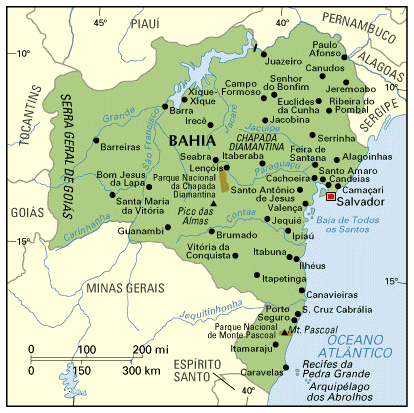 45°
PIAUÍ
40°
PERNAMBUCO
10°
Paulo
Afonso
ALAGOAS
Juazeiro
Canudos
10°
Campo
Formoso
Senhor
do Bonfim
Jeremoabo
TOCANTINS
SERRA GERAL DE GOIÁS
Xique-
Xique
Barra
Euclides
da Cunha
Ribeira do
Pombal
SERGIPE
Grande
São Francisco
Irecê
Jacaré
Jacobina
Jacuípe
BAHIA
CHAPADA
DIAMANTINA
Serrinha
Barreiras
Seabra
Itaberaba
Feira de
Santana
Alagoinhas
Lençóis
Paraguaçu
Santo Amaro
Bom Jesus
da Lapa
Parque Nacional
da Chapada
Diamantina
Cachoeira
Candeias
Camaçari
Santo Antônio
de Jesus
Salvador
GOIÁS
Santa Maria
da Vitória
Pico das
Almas
Valença
Baía de Todos
os Santos
Contas
Jequié
Carinhanha
Guanambi
Brumado
Ipiáu
15°
Vitória da
Conquista
Itabuna
Ilhéus
15°
MINAS GERAIS
Itapetinga
Canavieras
Jequitinhonha
Porto
Seguro
S. Cruz Cabrália
Parque Nacional
de Monte Pascoal
Mt. Pascoal
0 100 200 mi
0 150 300 km
Itamaraju
OCEANO
ATLÂNTICO
ESPÍRITO
SANTO
Caravelas
Recifes da
Pedra Grande
40°
Arquipélago
dos Abrolhos